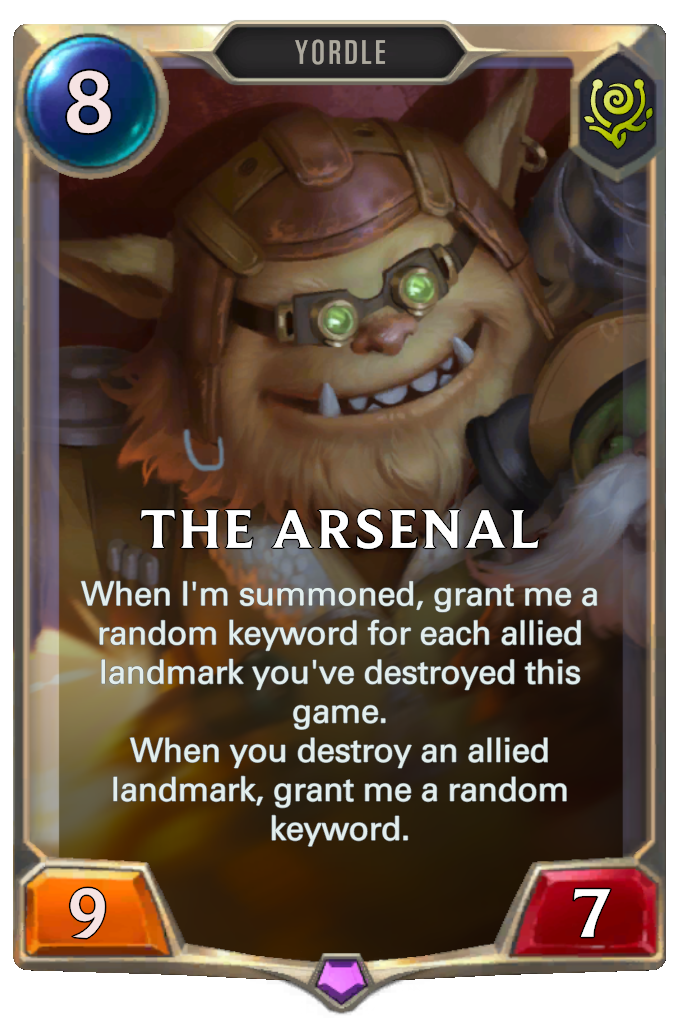 YORDLE
8
THE ARSENAL
When I'm summoned, grant me a
random keyword for each allied
landmark you've destroyed this
game.
When you destroy an allied
landmark, grant me a random
keyword.
9
7